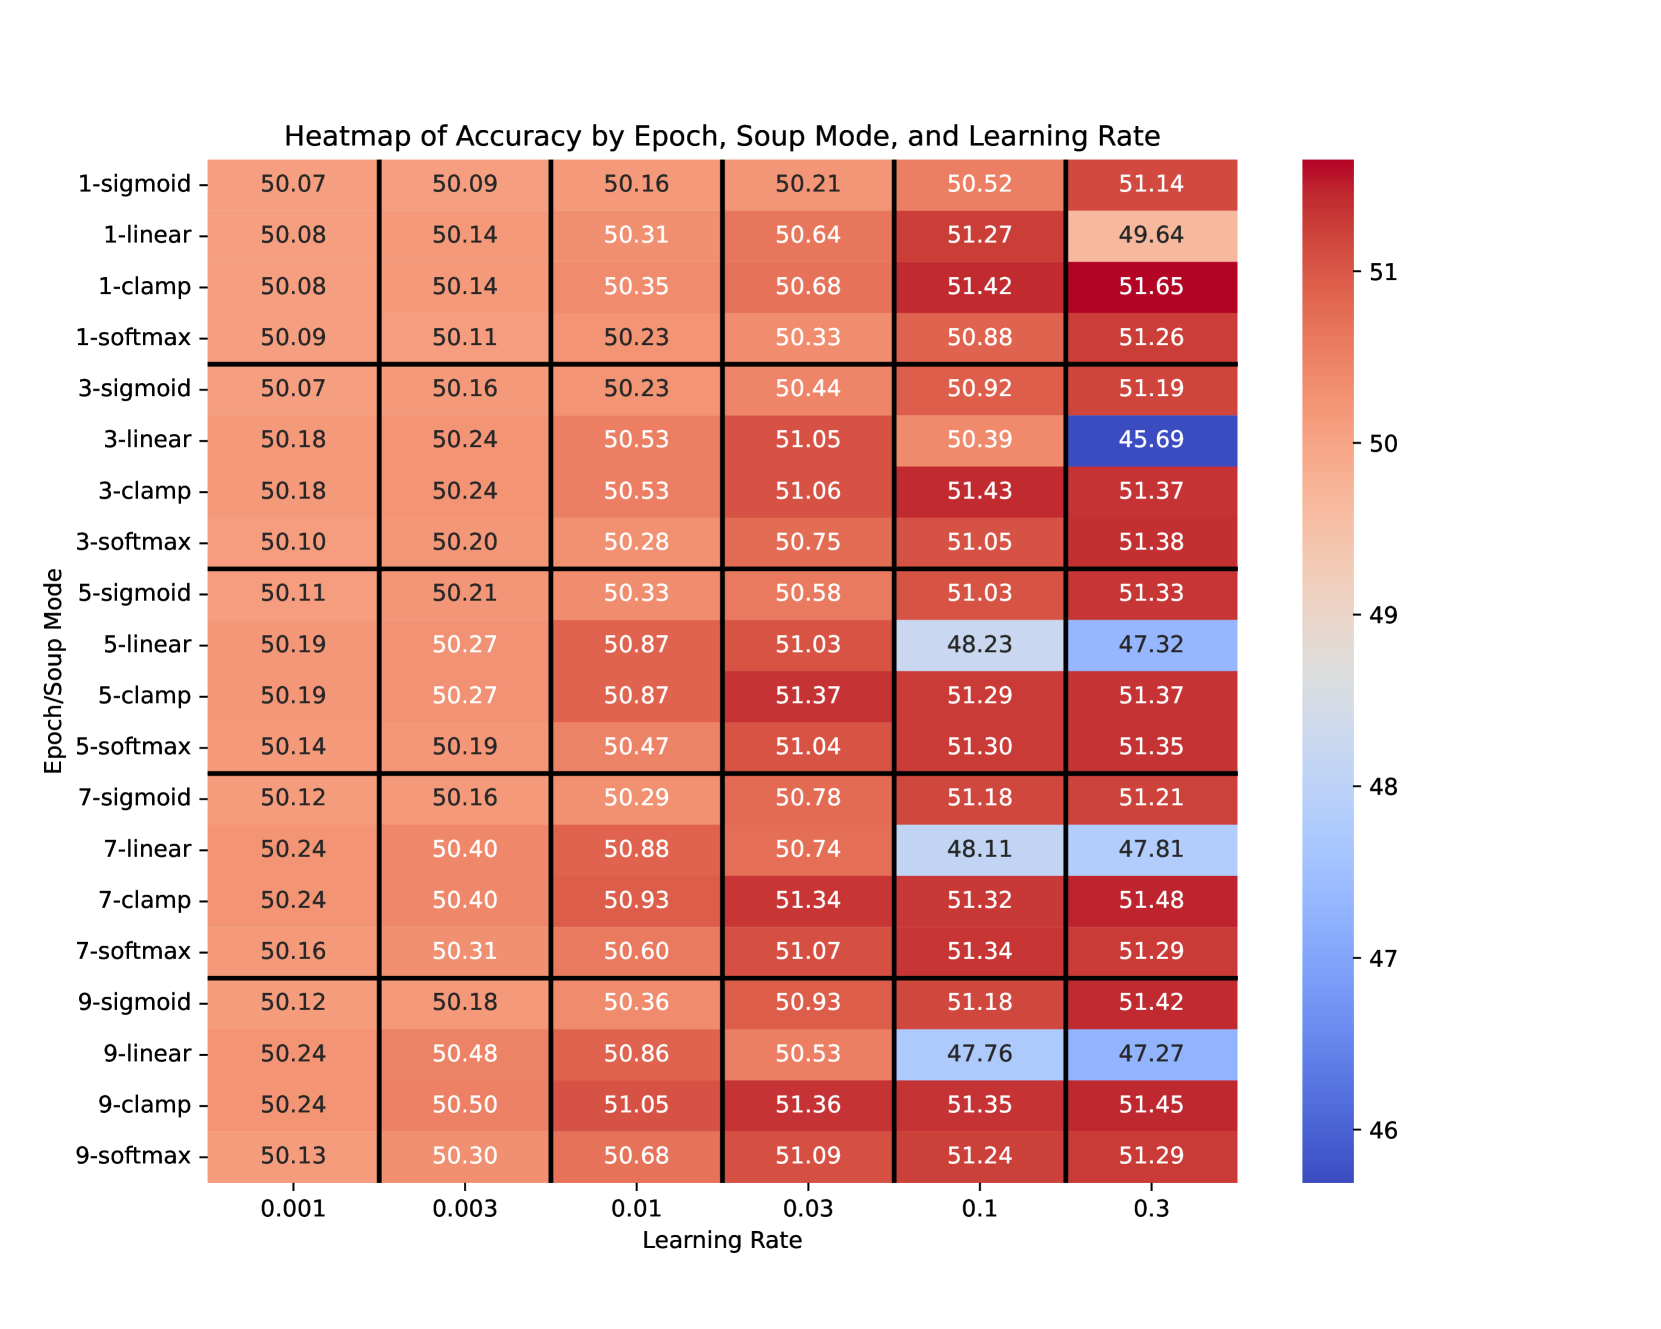 Heatmap of Accuracy by Epoch, Soup Mode, and Learning Rate
1-sigmoid 50.07 50.09 50.16 50.21 50.52 51.14
1-linear 50.08 50.14 50.31 50.64 51.27 49.64
1-clamp 50.08 50.14 50.35 50.68 51.42 51.65
1-softmax 50.09 50.11 50.23 50.33 50.88 51.26
3-sigmoid 50.07 50.16 50.23 50.44 50.92 51.19
3-linear 50.18 50.24 50.53 51.05 50.39 45.69
3-clamp 50.18 50.24 50.53 51.06 51.43 51.37
3-softmax 50.10 50.20 50.28 50.75 51.05 51.38
5-sigmoid 50.11 50.21 50.33 50.58 51.03 51.33
5-linear 50.19 50.27 50.87 51.03 48.23 47.32
5-clamp 50.19 50.27 50.87 51.37 51.29 51.37
5-softmax 50.14 50.19 50.47 51.04 51.30 51.35
7-sigmoid 50.12 50.16 50.29 50.78 51.18 51.21
7-linear 50.24 50.40 50.88 50.74 48.11 47.81
7-clamp 50.24 50.40 50.93 51.34 51.32 51.48
7-softmax 50.16 50.31 50.60 51.07 51.34 51.29
9-sigmoid 50.12 50.18 50.36 50.93 51.18 51.42
9-linear 50.24 50.48 50.86 50.53 47.76 47.27
9-clamp 50.24 50.50 51.05 51.36 51.35 51.45
9-softmax 50.13 50.30 50.68 51.09 51.24 51.29
0.001 0.003 0.01 0.03 0.1 0.3
Learning Rate
Epoch/Soup Mode
51
50
49
48
47
46